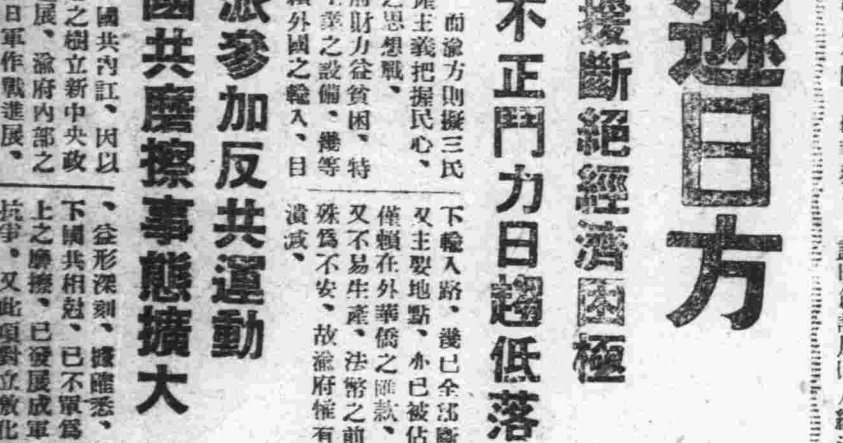 遜日方
援斷絕經濟困極
不正鬥力日趨低落
而渝方則擬三民
主義把握民心、
之思想戰、
府財力益貧困、特
業之設備、幾等
賴外國之輸入、目
下輸入路、幾已全部斷
又主要地點、亦已被佔
僅賴在外華僑之匯款、
又不易生產、法幣之前
殊爲不安、故渝府惟有
潰滅、
派參加反共運動
國共磨擦事態擴大
國共內訌、因以
之樹立新中央政
展、渝府內部之
日軍作戰進展、
、益形深刻、據確悉、
下國共相尅、已不單爲
上之磨擦、已發展成軍
抗爭、又此項對立激化